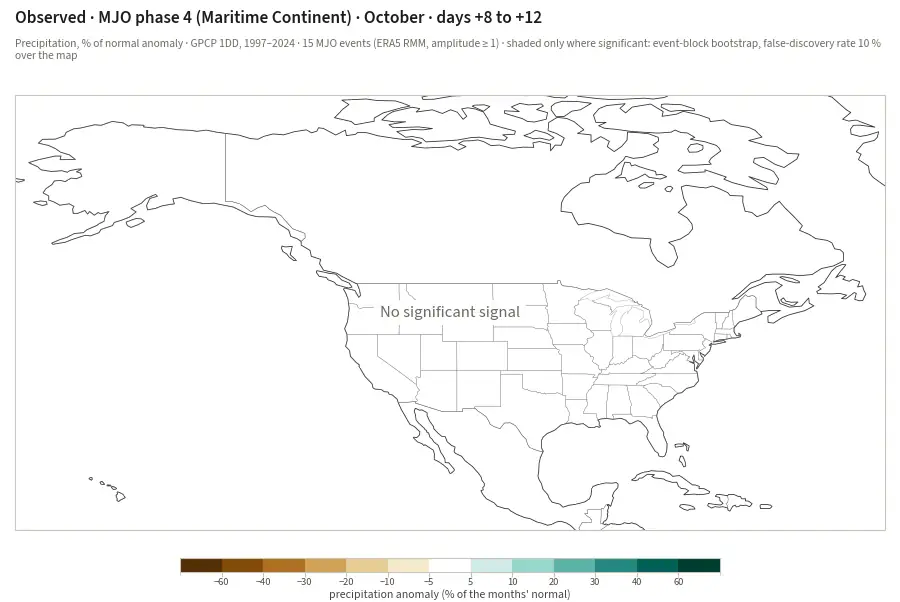 Observed · MJO phase 4 (Maritime Continent) · October · days +8 to +12
Precipitation, % of normal anomaly · GPCP 1DD, 1997–2024 · 15 MJO events (ERA5 RMM, amplitude ≥ 1) · shaded only where significant: event-block bootstrap, false-discovery rate 10 %
over the map
No significant signal
−60 −40 −30 −20 −10 −5 5 10 20 30 40 60
precipitation anomaly (% of the months' normal)